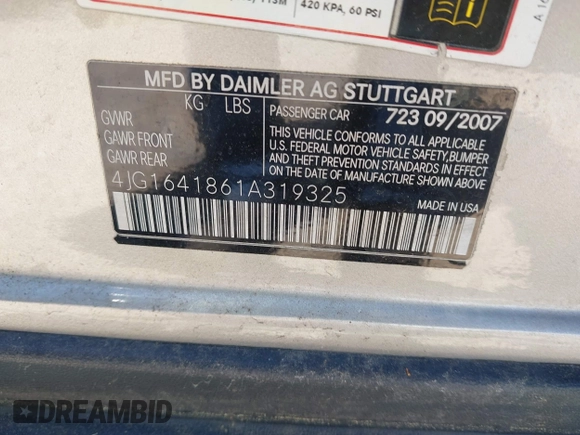 420 KPA, 60 PSI
MFD BY DAIMLER AG STUTTGART
KG LBS
GVWR
GAWR FRONT
GAWR REAR
PASSENGER CAR 723 09/2007
THIS VEHICLE CONFORMS TO ALL APPLICABLE
U.S. FEDERAL MOTOR VEHICLE SAFETY, BUMPER
AND THEFT PREVENTION STANDARDS IN EFFECT
ON THE DATE OF MANUFACTURE SHOWN ABOVE.
4JG1641861A319325
MADE IN USA
DREAMBID